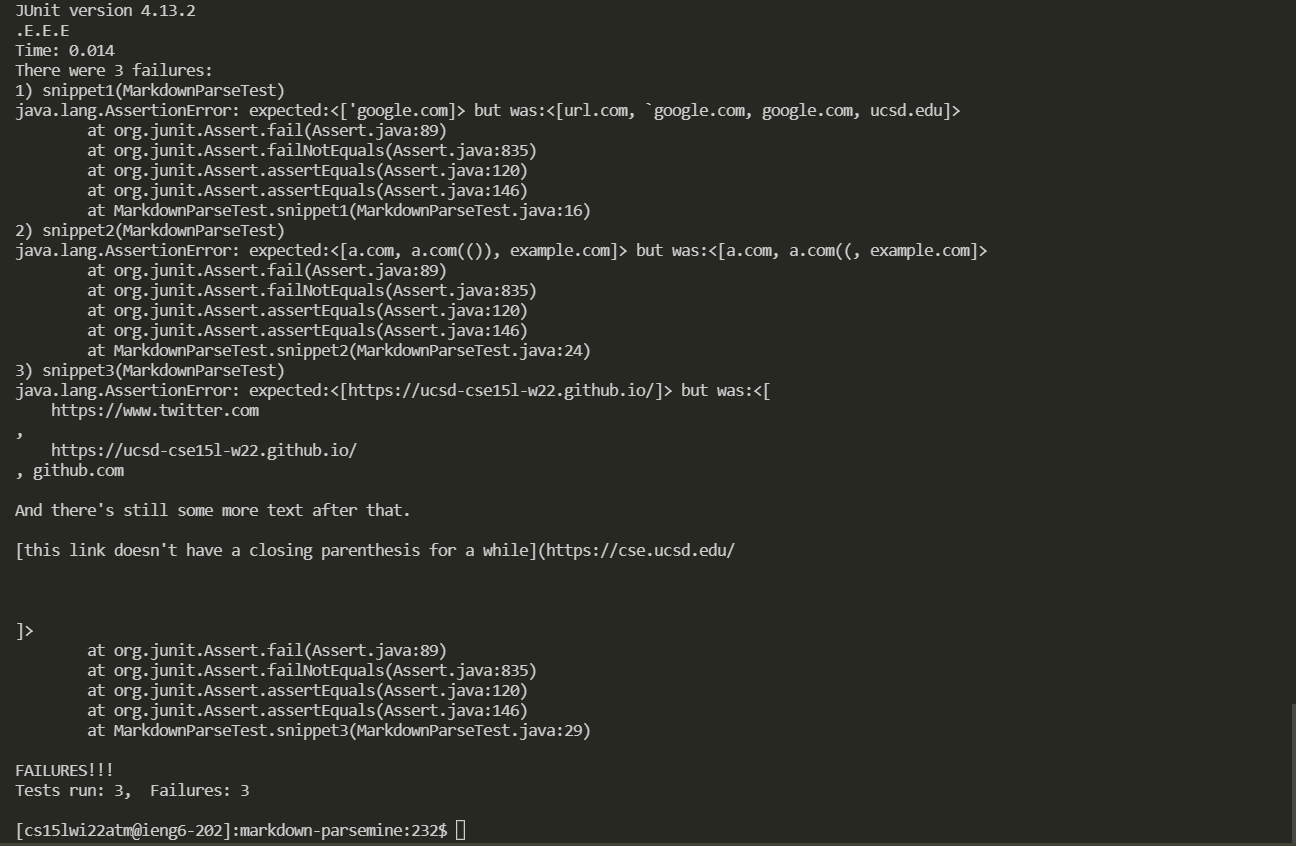 JUnit version 4.13.2
.E.E.E
Time: 0.014
There were 3 failures:
1) snippet1(MarkdownParseTest)
java.lang.AssertionError: expected:<['google.com]> but was:<[url.com, `google.com, google.com, ucsd.edu]>
        at org.junit.Assert.fail(Assert.java:89)
        at org.junit.Assert.failNotEquals(Assert.java:835)
        at org.junit.Assert.assertEquals(Assert.java:120)
        at org.junit.Assert.assertEquals(Assert.java:146)
        at MarkdownParseTest.snippet1(MarkdownParseTest.java:16)
2) snippet2(MarkdownParseTest)
java.lang.AssertionError: expected:<[a.com, a.com(()), example.com]> but was:<[a.com, a.com((, example.com]>
        at org.junit.Assert.fail(Assert.java:89)
        at org.junit.Assert.failNotEquals(Assert.java:835)
        at org.junit.Assert.assertEquals(Assert.java:120)
        at org.junit.Assert.assertEquals(Assert.java:146)
        at MarkdownParseTest.snippet2(MarkdownParseTest.java:24)
3) snippet3(MarkdownParseTest)
java.lang.AssertionError: expected:<[https://ucsd-cse15l-w22.github.io/]> but was:<[
    https://www.twitter.com
,
    https://ucsd-cse15l-w22.github.io/
, github.com

And there's still some more text after that.

[this link doesn't have a closing parenthesis for a while](https://cse.ucsd.edu/



]>
        at org.junit.Assert.fail(Assert.java:89)
        at org.junit.Assert.failNotEquals(Assert.java:835)
        at org.junit.Assert.assertEquals(Assert.java:120)
        at org.junit.Assert.assertEquals(Assert.java:146)
        at MarkdownParseTest.snippet3(MarkdownParseTest.java:29)

FAILURES!!!
Tests run: 3,  Failures: 3

[cs15lwi22atm@ieng6-202]:markdown-parsemine:232$